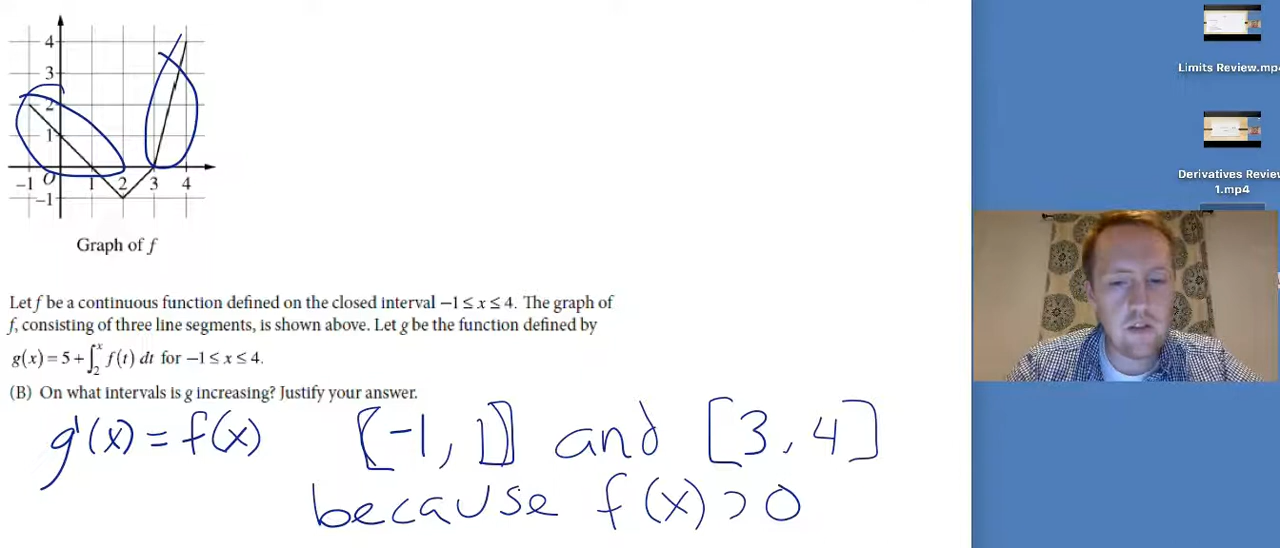 4
3
2
1
-1 O 1 2 3 4
-1
Graph of f
Let f be a continuous function defined on the closed interval −1 ≤ x ≤ 4. The graph of
f, consisting of three line segments, is shown above. Let g be the function defined by
g(x) = 5 + ∫₂ˣ f(t) dt for −1 ≤ x ≤ 4.
(B) On what intervals is g increasing? Justify your answer.
g'(x) = f(x) [-1, 1] and [3, 4]
because f(x) > 0
Limits Review.mp4
Derivatives Review
1.mp4